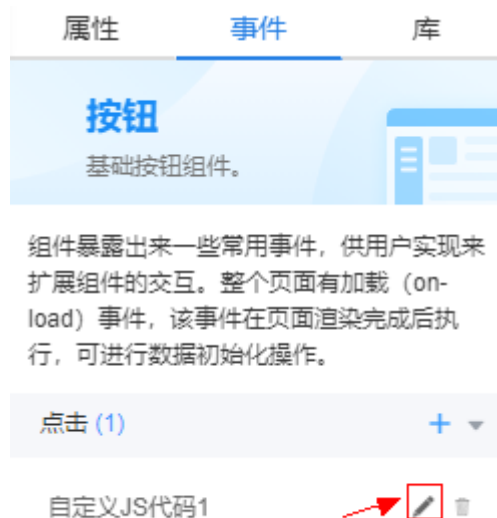 属性 事件 库
按钮
基础按钮组件。
组件暴露出来一些常用事件，供用户实现来
扩展组件的交互。整个页面有加载（on-
load）事件，该事件在页面渲染完成后执
行，可进行数据初始化操作。
点击 (1)
自定义JS代码1